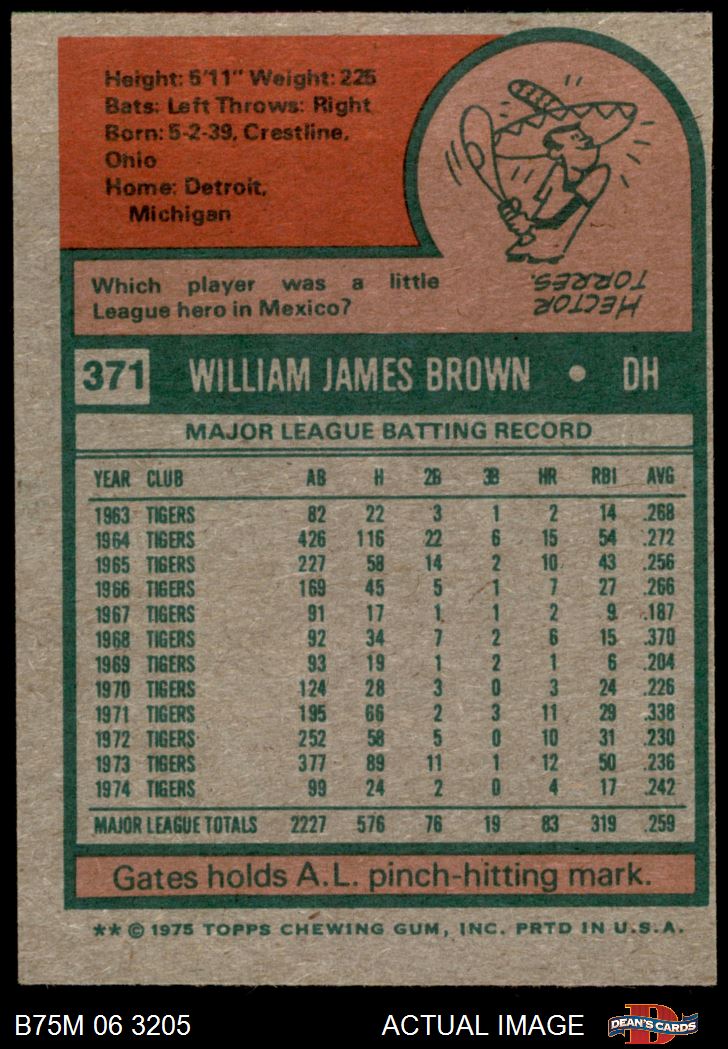 Height: 5'11" Weight: 225
Bats: Left Throws: Right
Born: 5-2-39, Crestline,
Ohio
Home: Detroit,
Michigan
Which player was a little
League hero in Mexico?
HECTOR
TORRES.
371 WILLIAM JAMES BROWN • DH
MAJOR LEAGUE BATTING RECORD
YEAR CLUB AB H 2B 3B HR RBI AVG
1963 TIGERS 82 22 3 1 2 14 .268
1964 TIGERS 426 116 22 6 15 54 .272
1965 TIGERS 227 58 14 2 10 43 .256
1966 TIGERS 169 45 5 1 7 27 .266
1967 TIGERS 91 17 1 1 2 9 .187
1968 TIGERS 92 34 7 2 6 15 .370
1969 TIGERS 93 19 1 2 1 6 .204
1970 TIGERS 124 28 3 0 3 24 .226
1971 TIGERS 195 66 2 3 11 29 .338
1972 TIGERS 252 58 5 0 10 31 .230
1973 TIGERS 377 89 11 1 12 50 .236
1974 TIGERS 99 24 2 0 4 17 .242
MAJOR LEAGUE TOTALS 2227 576 76 19 83 319 .259
Gates holds A.L. pinch-hitting mark.
** © 1975 TOPPS CHEWING GUM, INC. PRTD IN U.S.A.
B75M 06 3205 ACTUAL IMAGE D DEAN'S CARDS